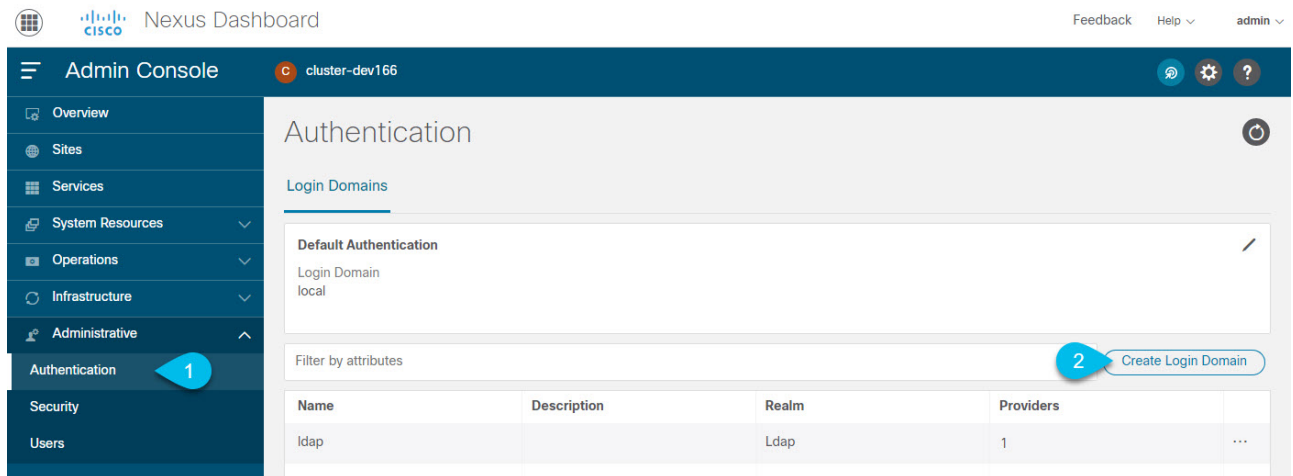 CISCO Nexus Dashboard
Feedback Help admin
Admin Console
C cluster-dev166
?
Overview
Sites
Services
System Resources
Operations
Infrastructure
Administrative
Authentication 1
Security
Users
Authentication
Login Domains
Default Authentication
Login Domain
local
Filter by attributes
2 Create Login Domain
Name Description Realm Providers
ldap Ldap 1 ...